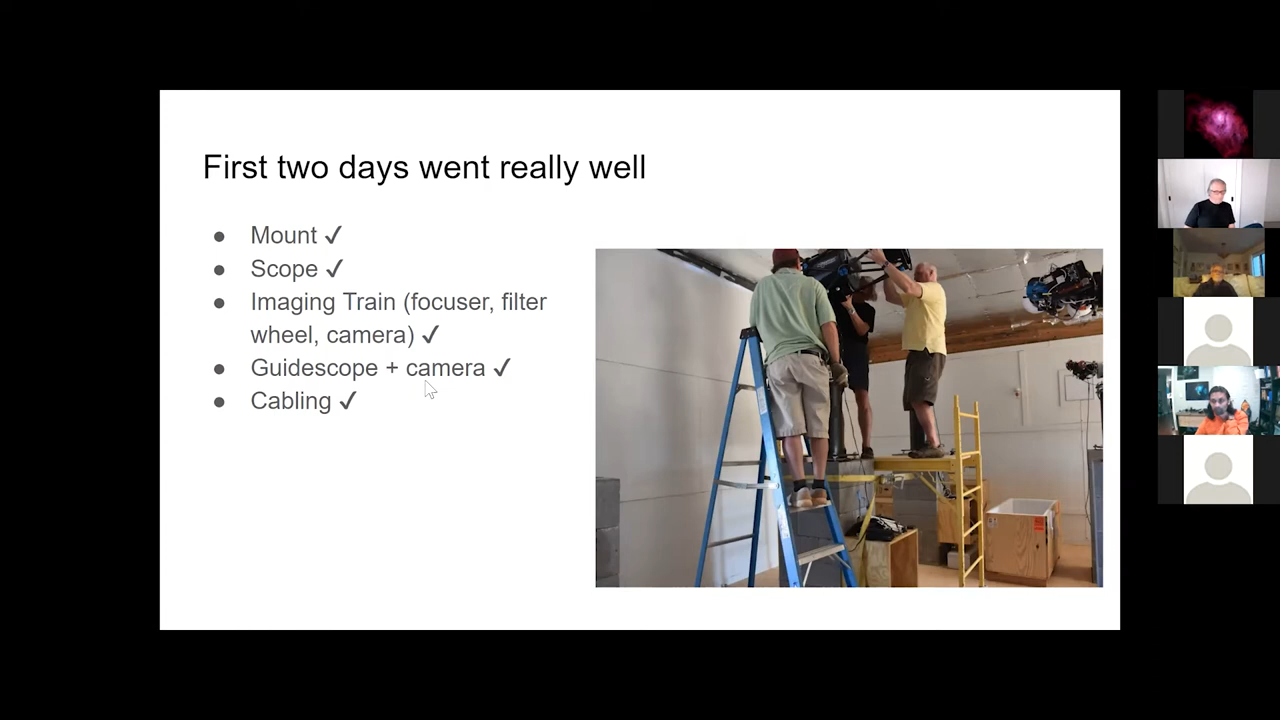 First two days went really well
● Mount ✓
● Scope ✓
● Imaging Train (focuser, filter
wheel, camera) ✓
● Guidescope + camera ✓
● Cabling ✓